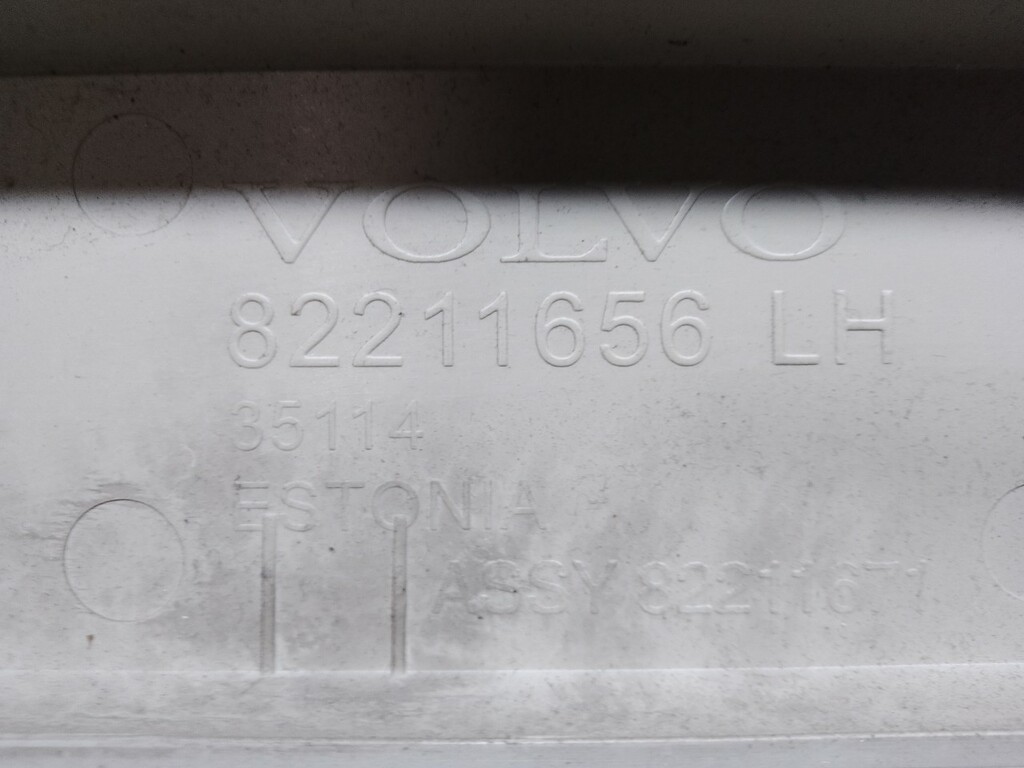 VOLVO
82211656 LH
35114
ESTONIA
ASSY 82211671